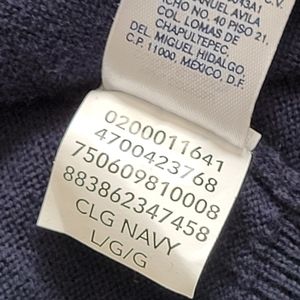 C.V.
MANUEL AVILA
NO. 40 PISO 21,
COL. LOMAS DE
CHAPULTEPEC,
DEL. MIGUEL HIDALGO,
C.P. 11000, MÉXICO, D.F.
0200011641
4700423768
750609810008
883862347458
CLG NAVY
L/G/G